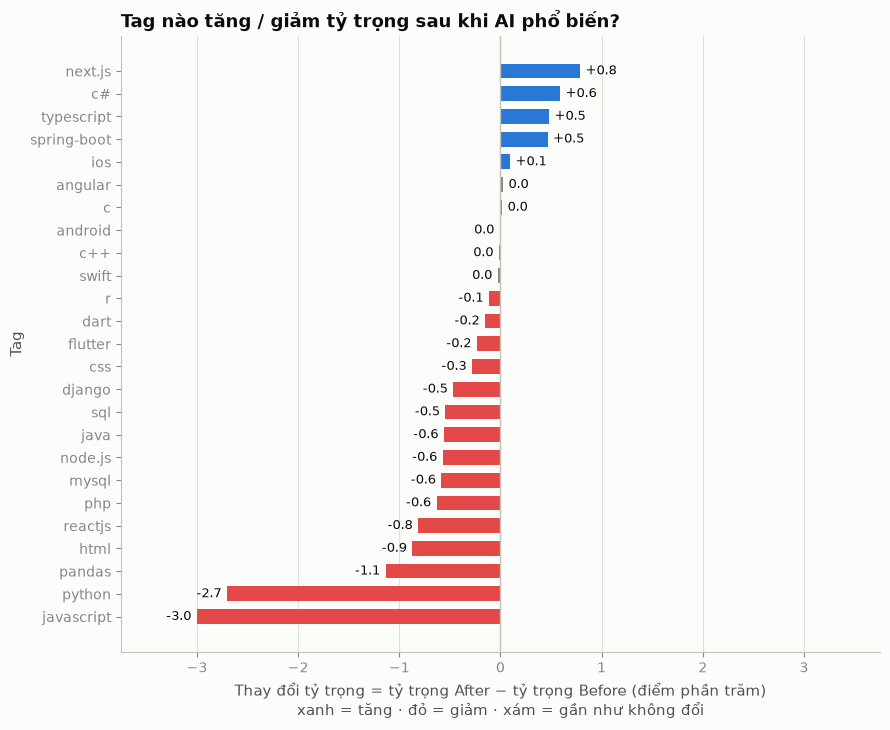 Tag nào tăng / giảm tỷ trọng sau khi AI phổ biến?
next.js +0.8
c# +0.6
typescript +0.5
spring-boot +0.5
ios +0.1
angular 0.0
c 0.0
android 0.0
c++ 0.0
swift 0.0
r -0.1
dart -0.2
flutter -0.2
css -0.3
django -0.5
sql -0.5
java -0.6
node.js -0.6
mysql -0.6
php -0.6
reactjs -0.8
html -0.9
pandas -1.1
python -2.7
javascript -3.0
Tag
−3 −2 −1 0 1 2 3
Thay đổi tỷ trọng = tỷ trọng After − tỷ trọng Before (điểm phần trăm)
xanh = tăng · đỏ = giảm · xám = gần như không đổi